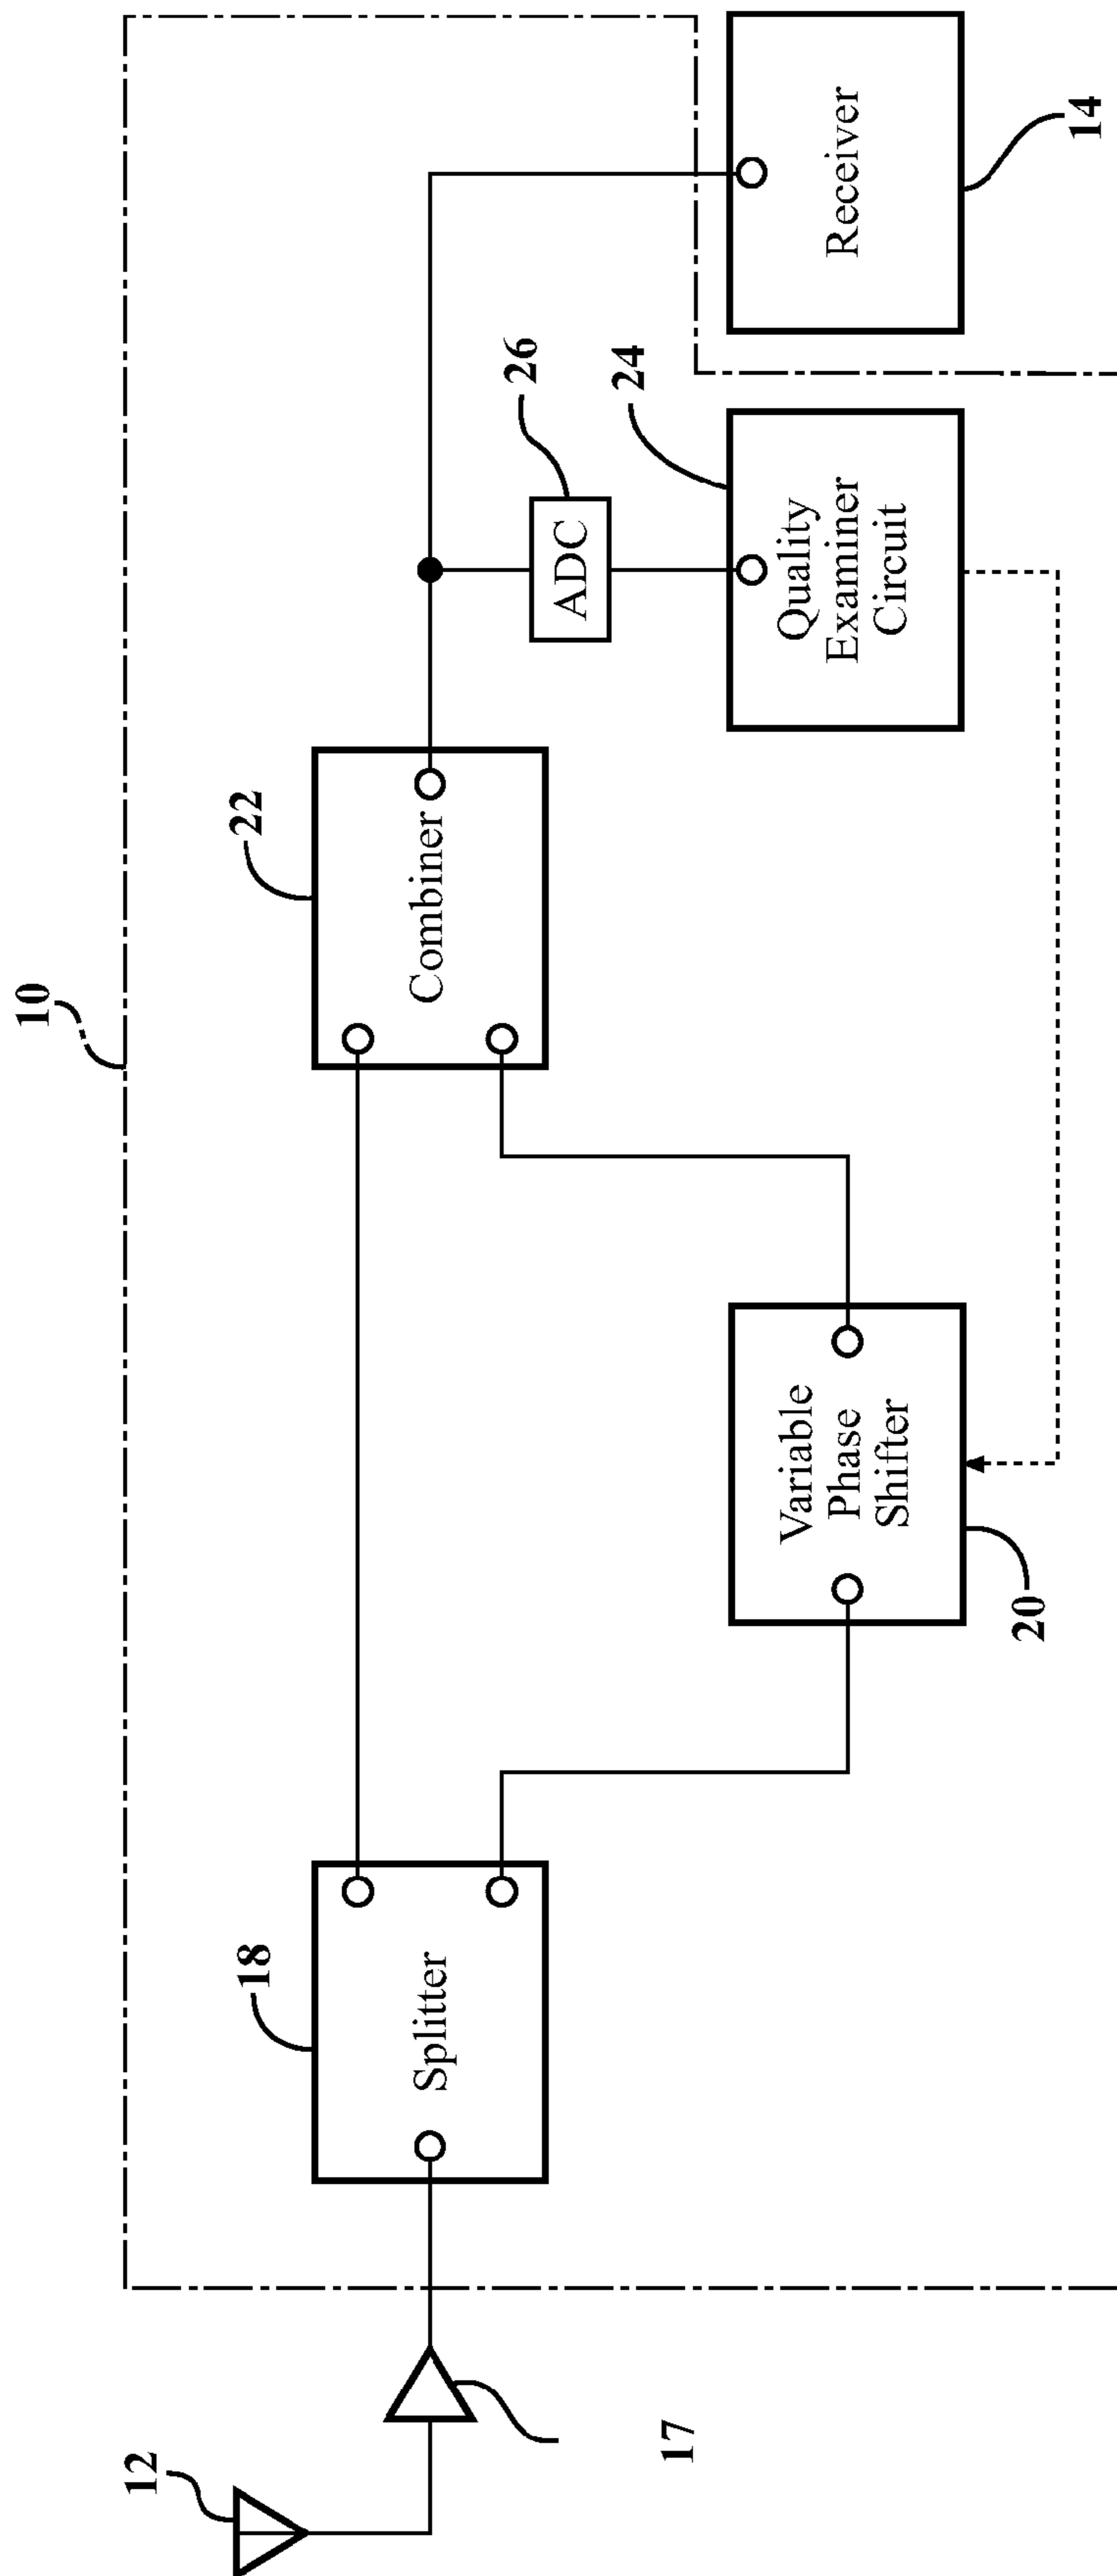 10
12
17
18
Splitter
Variable
Phase
Shifter
20
22
Combiner
26
ADC
24
Quality
Examiner
Circuit
Receiver
14